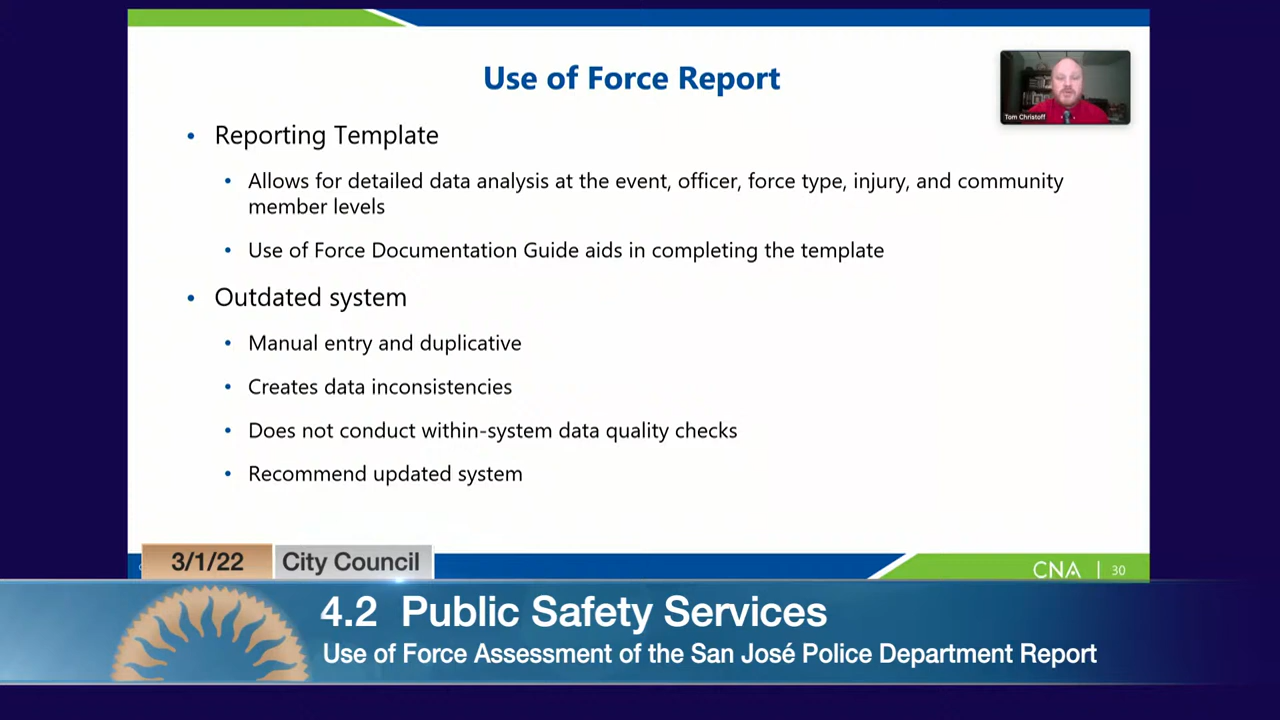 Use of Force Report
Tom Christoff
• Reporting Template
• Allows for detailed data analysis at the event, officer, force type, injury, and community
member levels
• Use of Force Documentation Guide aids in completing the template
• Outdated system
• Manual entry and duplicative
• Creates data inconsistencies
• Does not conduct within-system data quality checks
• Recommend updated system
3/1/22 City Council
CNA | 30
4.2 Public Safety Services
Use of Force Assessment of the San José Police Department Report